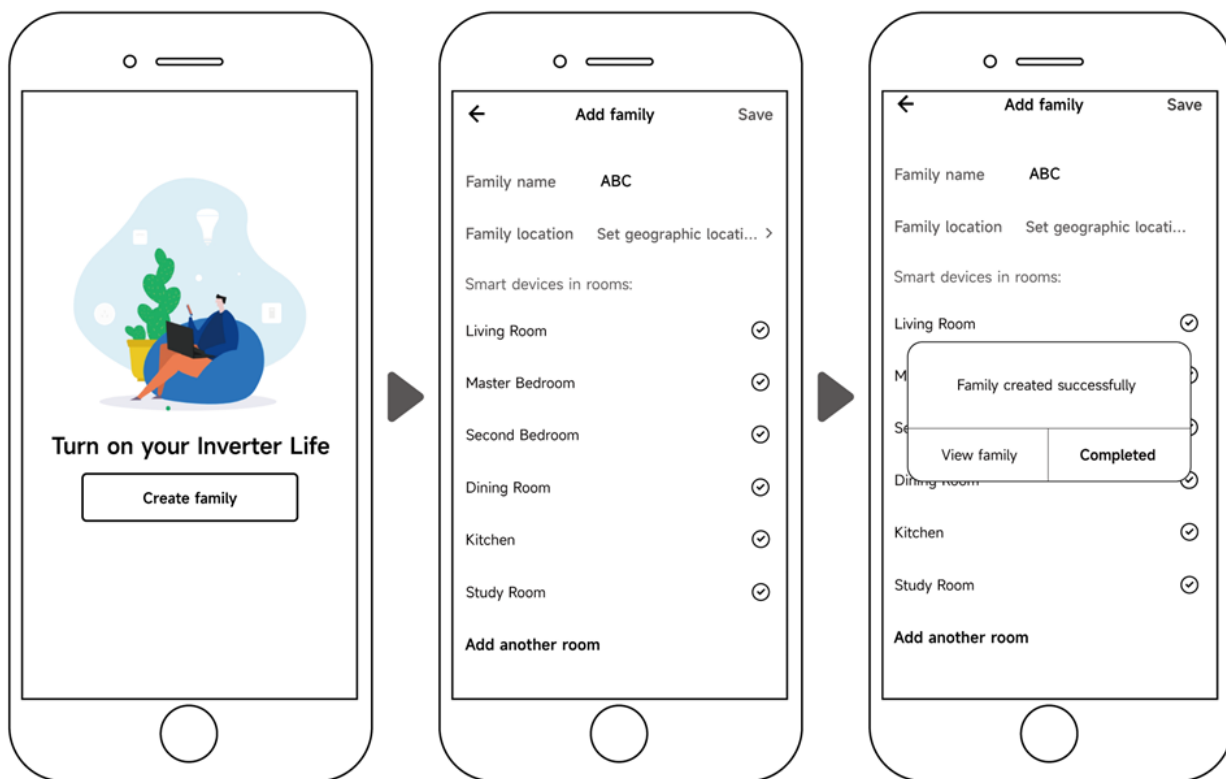 Turn on your Inverter Life
Create family
Add family
Save
Family name
ABC
Family location
Set geographic locati...
Smart devices in rooms:
Living Room
Master Bedroom
Second Bedroom
Dining Room
Kitchen
Study Room
Add another room
Add family
Save
Family name
ABC
Family location
Set geographic locati...
Smart devices in rooms:
Living Room
M
Family created successfully
Se
View family
Completed
Dining Room
Kitchen
Study Room
Add another room